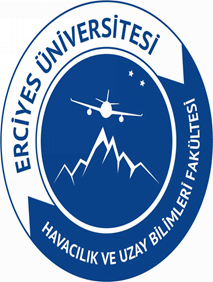 ERCİYES ÜNİVERSİTESİ
HAVACILIK VE UZAY BİLİMLERİ FAKÜLTESİ